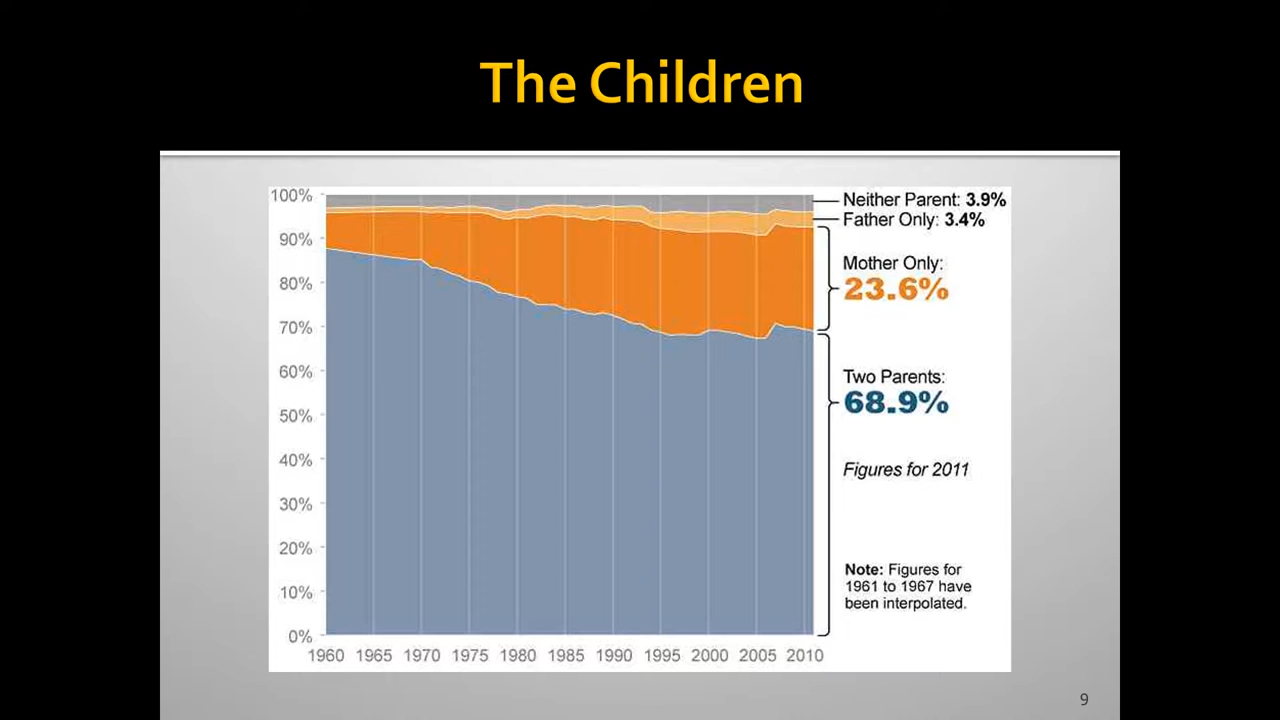 The Children
100%
90%
80%
70%
60%
50%
40%
30%
20%
10%
0%
1960 1965 1970 1975 1980 1985 1990 1995 2000 2005 2010
Neither Parent: 3.9%
Father Only: 3.4%
Mother Only:
23.6%
Two Parents:
68.9%
Figures for 2011
Note: Figures for
1961 to 1967 have
been interpolated.
9